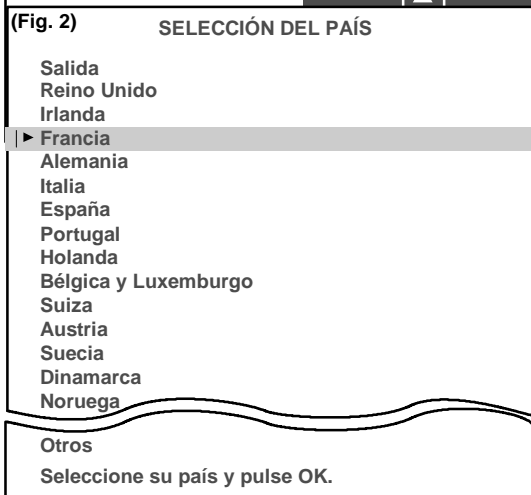 (Fig. 2)
SELECCIÓN DEL PAÍS
Salida
Reino Unido
Irlanda
Francia
Alemania
Italia
España
Portugal
Holanda
Bélgica y Luxemburgo
Suiza
Austria
Suecia
Dinamarca
Noruega
Otros
Seleccione su país y pulse OK.